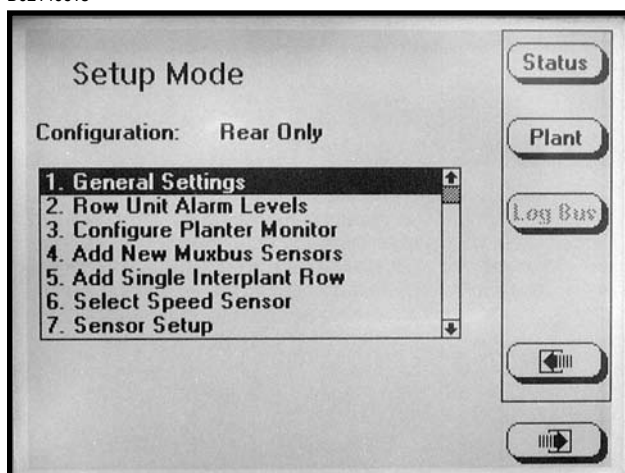 Setup Mode
Status
Configuration: Rear Only
Plant
1. General Settings
2. Row Unit Alarm Levels
Log Bus
3. Configure Planter Monitor
4. Add New Muxbus Sensors
5. Add Single Interplant Row
6. Select Speed Sensor
7. Sensor Setup